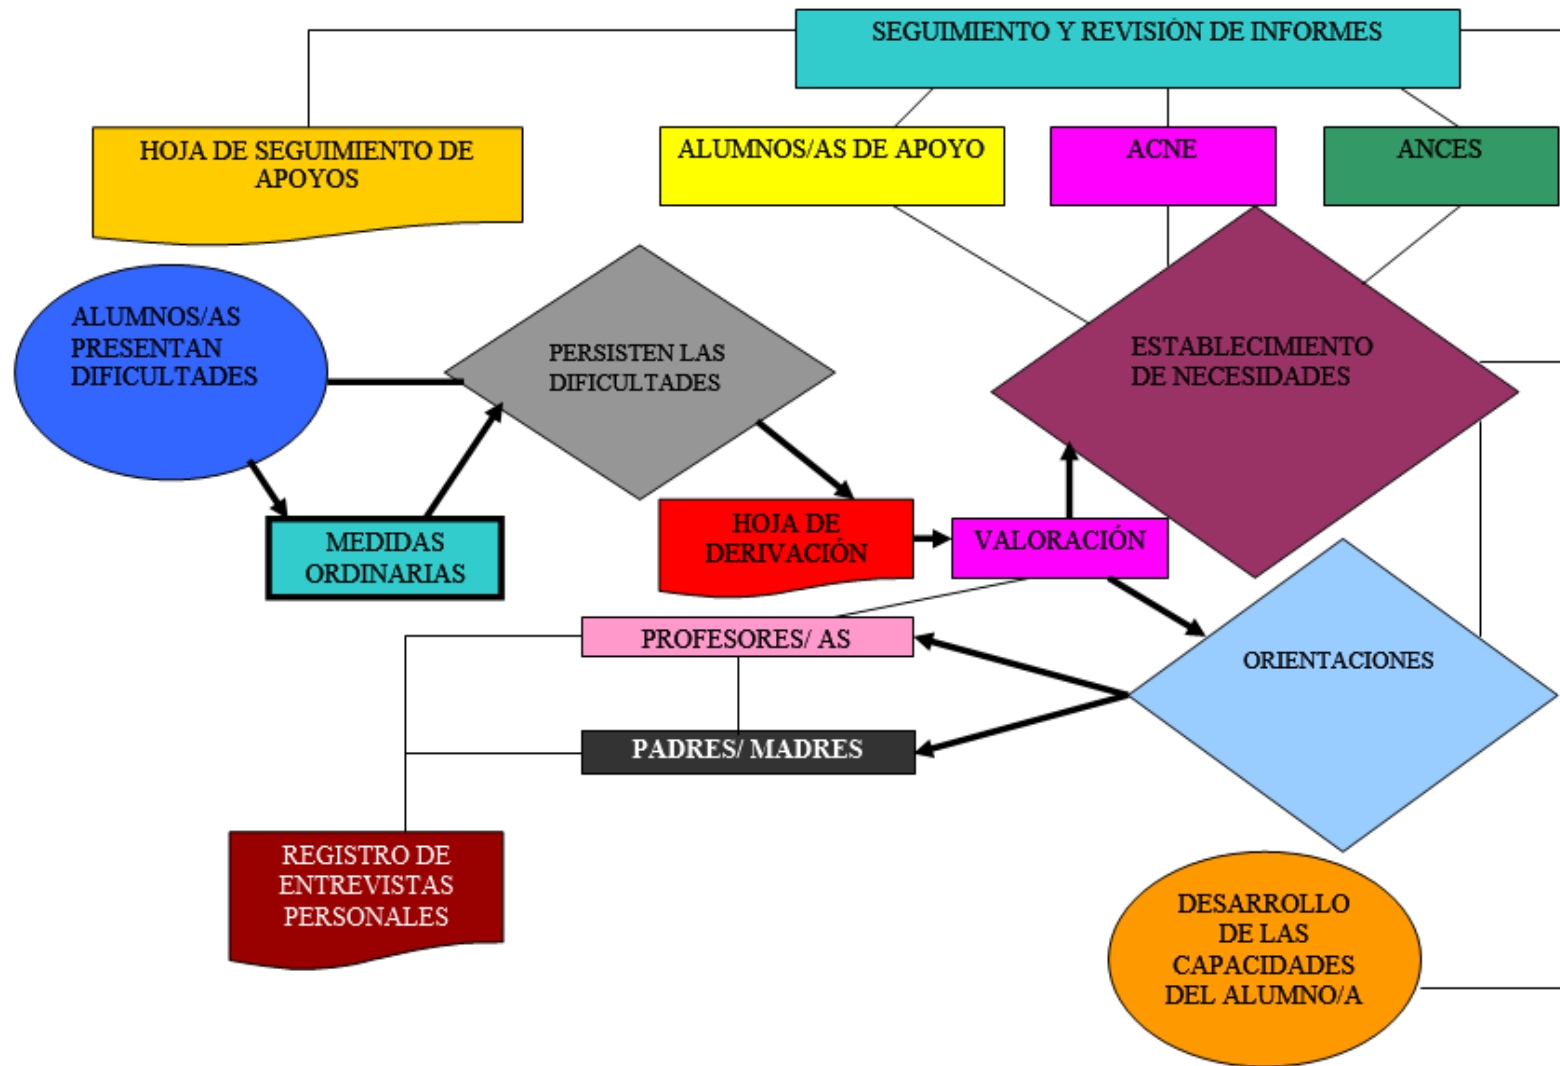 SEGUIMIENTO Y REVISIÓN DE INFORMES
HOJA DE SEGUIMIENTO DE
APOYOS
ALUMNOS/AS DE APOYO
ACNE
ANCES
ALUMNOS/AS
PRESENTAN
DIFICULTADES
PERSISTEN LAS
DIFICULTADES
ESTABLECIMIENTO
DE NECESIDADES
MEDIDAS
ORDINARIAS
HOJA DE
DERIVACIÓN
VALORACIÓN
PROFESORES/ AS
ORIENTACIONES
PADRES/ MADRES
REGISTRO DE
ENTREVISTAS
PERSONALES
DESARROLLO
DE LAS
CAPACIDADES
DEL ALUMNO/A